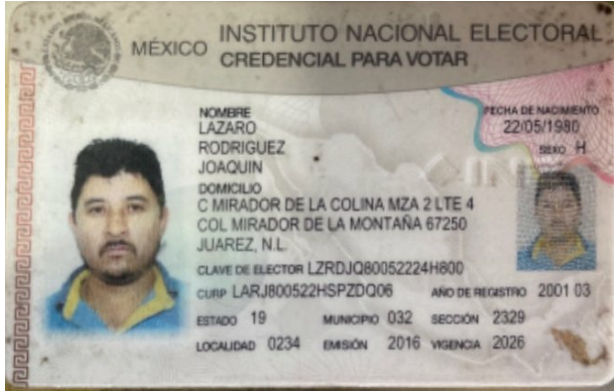 MÉXICO
INSTITUTO NACIONAL ELECTORAL
CREDENCIAL PARA VOTAR
NOMBRE
LAZARO
RODRIGUEZ
JOAQUIN
FECHA DE NACIMIENTO
22/05/1980
SEXO H
DOMICILIO
C MIRADOR DE LA COLINA MZA 2 LTE 4
COL MIRADOR DE LA MONTAÑA 67250
JUAREZ, N.L.
CLAVE DE ELECTOR LZRDJQ80052224H800
CURP LARJ800522HSPZDQ06 AÑO DE REGISTRO 2001 03
ESTADO 19 MUNICIPIO 032 SECCIÓN 2329
LOCALIDAD 0234 EMISIÓN 2016 VIGENCIA 2026